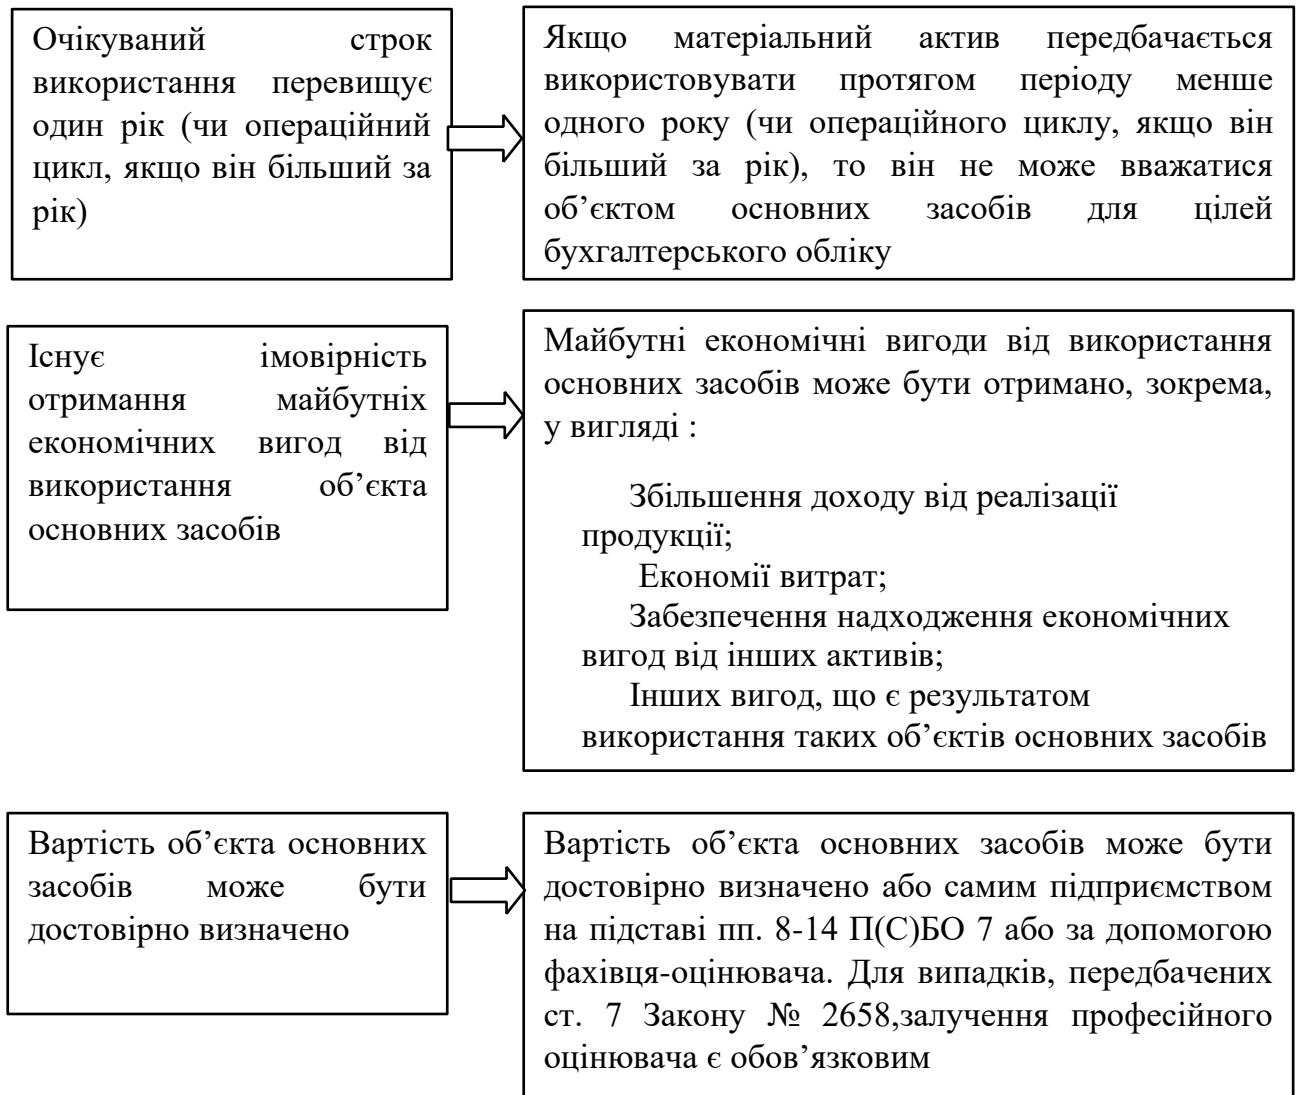 Очікуваний строк
використання перевищує
один рік (чи операційний
цикл, якщо він більший за
рік)
Якщо матеріальний актив передбачається
використовувати протягом періоду менше
одного року (чи операційного циклу, якщо він
більший за рік), то він не може вважатися
об’єктом основних засобів для цілей
бухгалтерського обліку
Існує імовірність
отримання майбутніх
економічних вигод від
використання об’єкта
основних засобів
Майбутні економічні вигоди від використання
основних засобів може бути отримано, зокрема,
у вигляді :
Збільшення доходу від реалізації
продукції;
Економії витрат;
Забезпечення надходження економічних
вигод від інших активів;
Інших вигод, що є результатом
використання таких об’єктів основних засобів
Вартість об’єкта основних
засобів може бути
достовірно визначено
Вартість об’єкта основних засобів може бути
достовірно визначено або самим підприємством
на підставі пп. 8-14 П(С)БО 7 або за допомогою
фахівця-оцінювача. Для випадків, передбачених
ст. 7 Закону № 2658,залучення професійного
оцінювача є обов’язковим